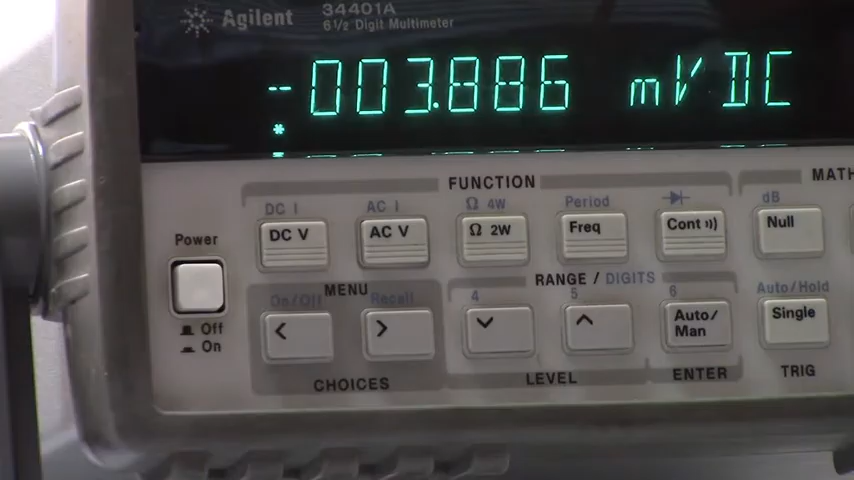 Agilent 34401A
6½ Digit Multimeter
-003.886 mVDC
*
FUNCTION MATH
DC I AC I Ω 4W Period dB
DC V AC V Ω 2W Freq Cont Null
Power
Off
On
MENU RANGE / DIGITS
On/Off Recall 4 5 6 Auto/Hold
< > Auto/Man Single
CHOICES LEVEL ENTER TRIG